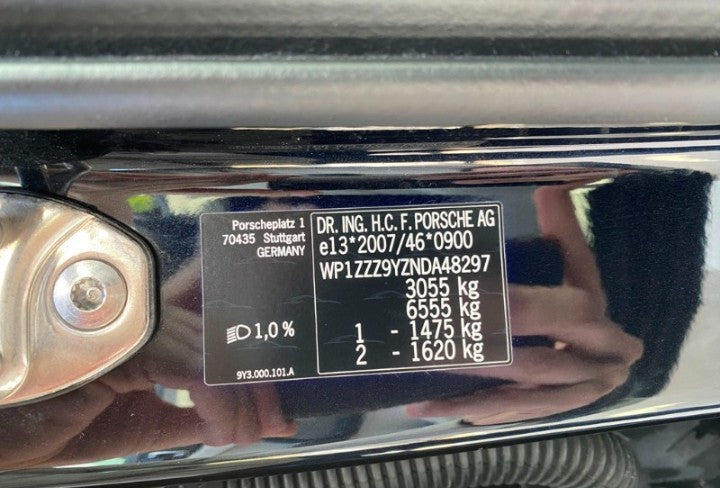 Porscheplatz 1
70435 Stuttgart
GERMANY
1,0 %
9Y3.000.101.A
DR. ING. H.C. F. PORSCHE AG
e13*2007/46*0900
WP1ZZZ9YZNDA48297
3055 kg
6555 kg
1 - 1475 kg
2 - 1620 kg